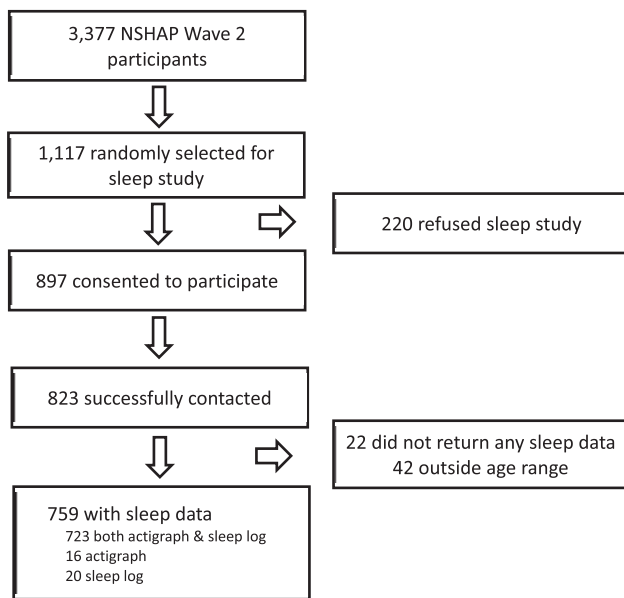 3,377 NSHAP Wave 2
participants
1,117 randomly selected for
sleep study
220 refused sleep study
897 consented to participate
823 successfully contacted
22 did not return any sleep data
42 outside age range
759 with sleep data
723 both actigraph & sleep log
16 actigraph
20 sleep log